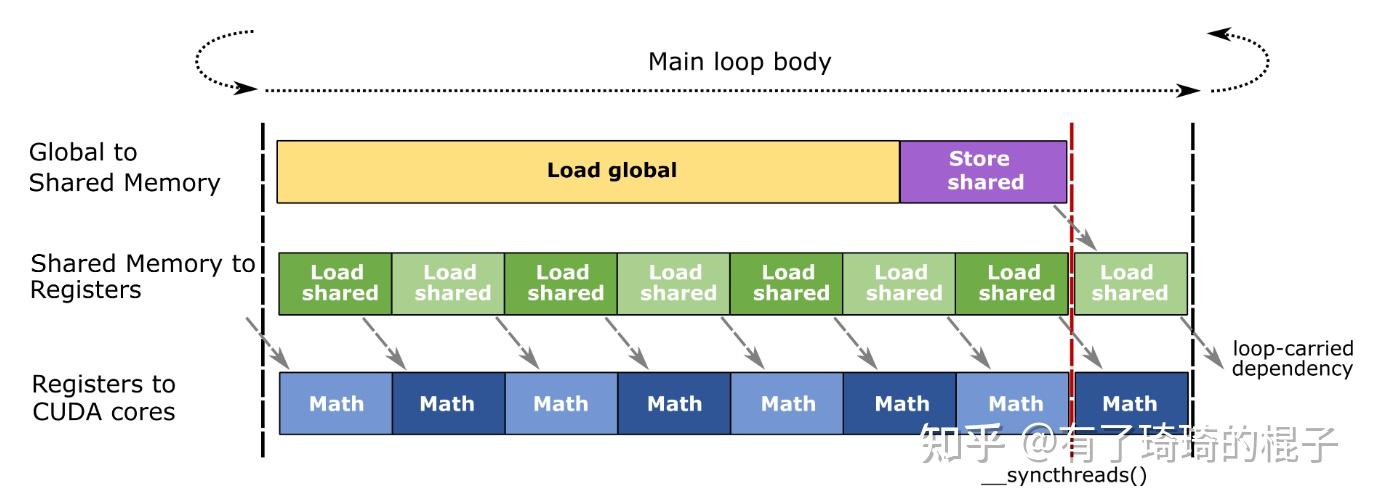 Main loop body
Global to
Shared Memory
Load global
Store
shared
Shared Memory to
Registers
Load
shared
Load
shared
Load
shared
Load
shared
Load
shared
Load
shared
Load
shared
Load
shared
loop-carried
dependency
Registers to
CUDA cores
Math
Math
Math
Math
Math
Math
Math
Math
知乎 @有了琦琦的棍子
__syncthreads()